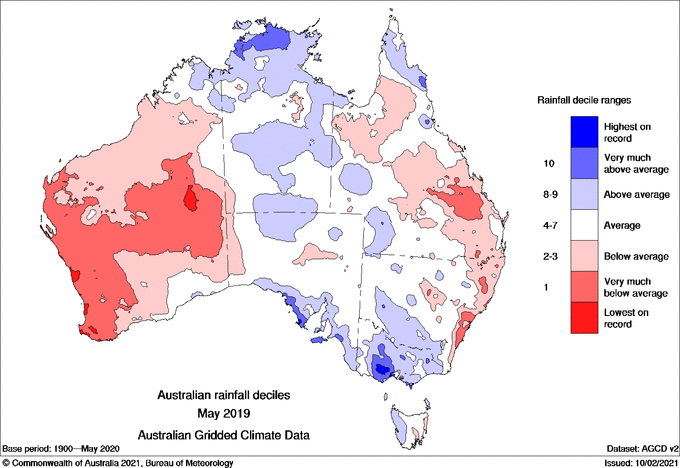 Rainfall decile ranges
Highest on
record
10
Very much
above average
8-9
Above average
4-7
Average
2-3
Below average
1
Very much
below average
Lowest on
record
Australian rainfall deciles
May 2019
Australian Gridded Climate Data
Base period: 1900—May 2020
Dataset: AGCD v2
© Commonwealth of Australia 2021, Bureau of Meteorology
Issued: 10/02/2021